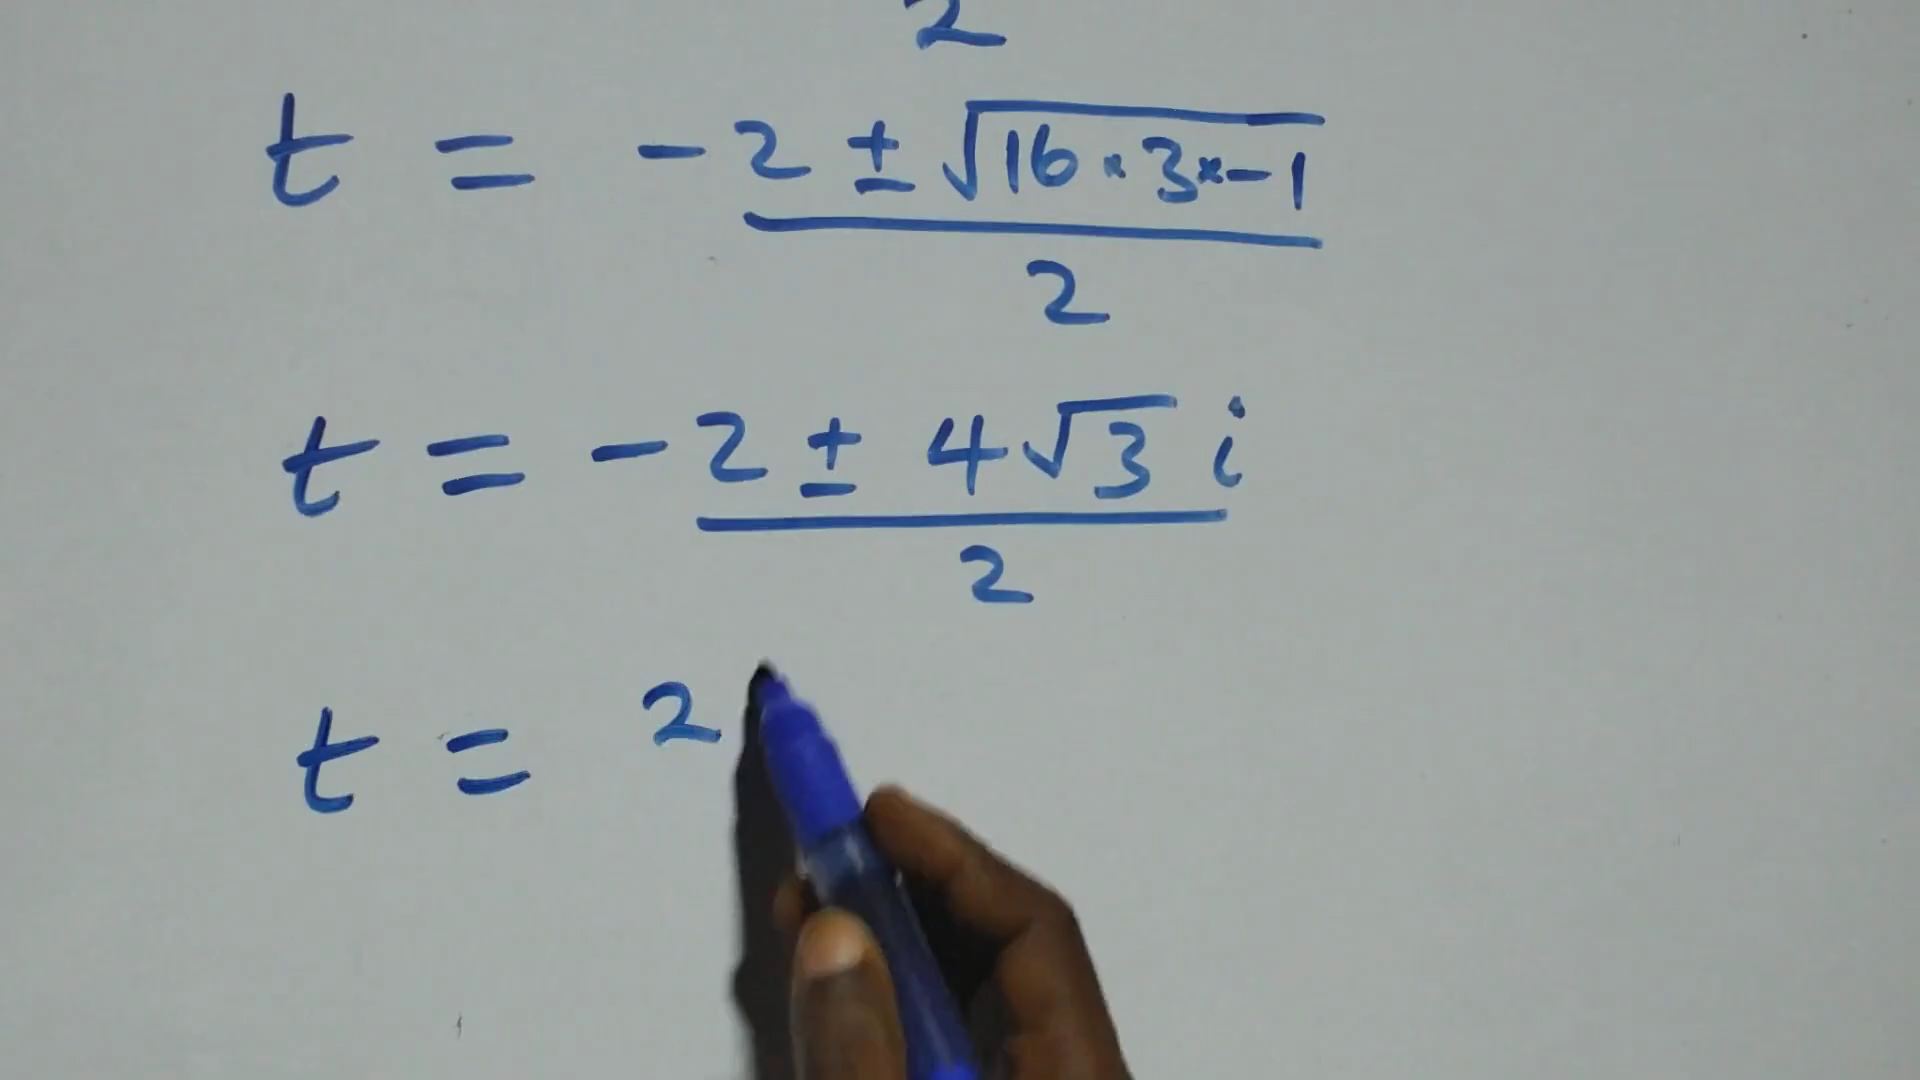 2
t = -2 ± √16 × 3 × -1
2
t = -2 ± 4√3 i
2
t = 2